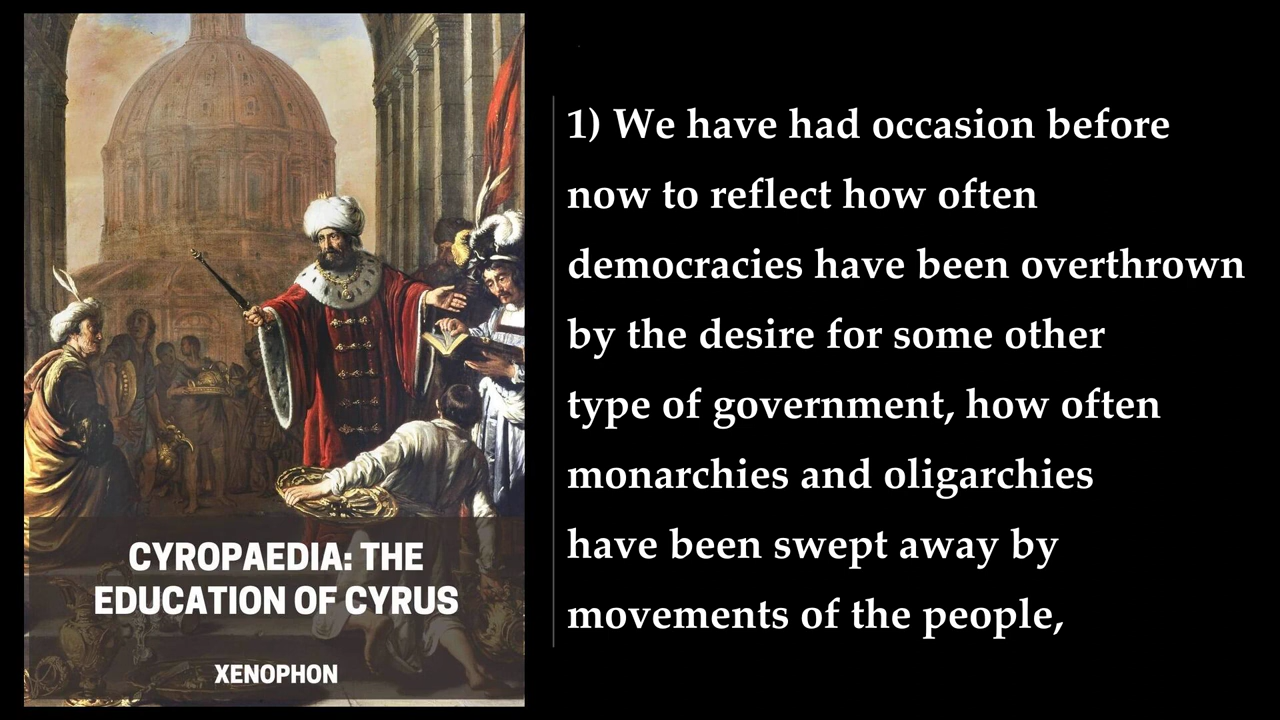 CYROPAEDIA: THE
EDUCATION OF CYRUS
XENOPHON
1) We have had occasion before
now to reflect how often
democracies have been overthrown
by the desire for some other
type of government, how often
monarchies and oligarchies
have been swept away by
movements of the people,